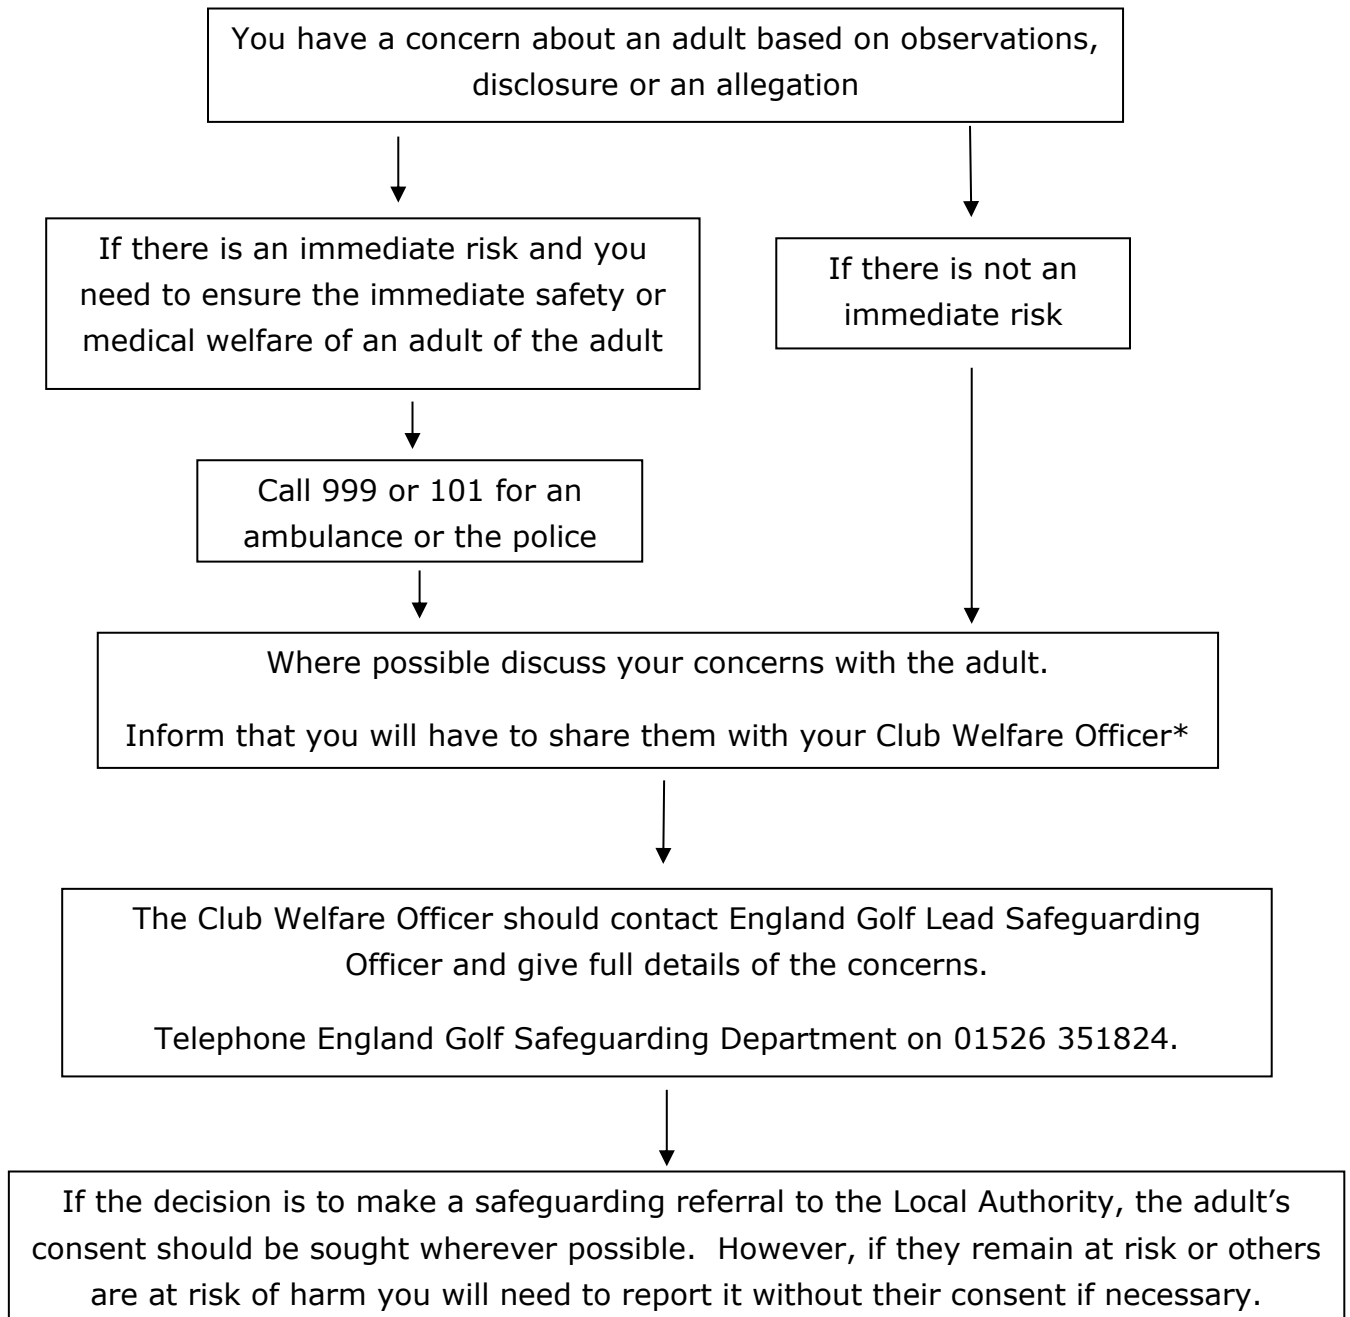 You have a concern about an adult based on observations,
disclosure or an allegation
If there is an immediate risk and you
need to ensure the immediate safety or
medical welfare of an adult of the adult
If there is not an
immediate risk
Call 999 or 101 for an
ambulance or the police
Where possible discuss your concerns with the adult.
Inform that you will have to share them with your Club Welfare Officer*
The Club Welfare Officer should contact England Golf Lead Safeguarding
Officer and give full details of the concerns.
Telephone England Golf Safeguarding Department on 01526 351824.
If the decision is to make a safeguarding referral to the Local Authority, the adult’s
consent should be sought wherever possible.  However, if they remain at risk or others
are at risk of harm you will need to report it without their consent if necessary.